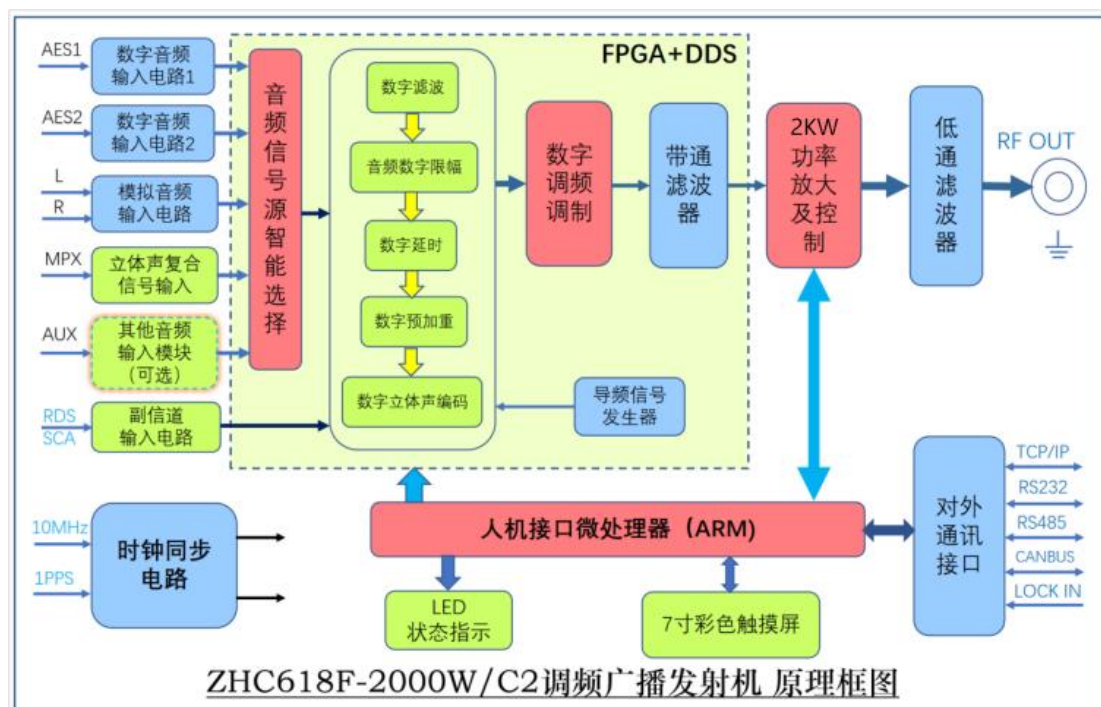 AES1
数字音频
输入电路1
AES2
数字音频
输入电路2
L
R
模拟音频
输入电路
MPX
立体声复合
信号输入
AUX
其他音频
输入模块
(可选)
RDS
SCA
副信道
输入电路
音频信号源智能选择
FPGA+DDS
数字滤波
音频数字限幅
数字延时
数字预加重
数字立体声编码
数字
调频
调制
带通
滤波
器
导频信号
发生器
2KW
功率
放大
及控
制
低通滤波器
RF OUT
10MHz
1PPS
时钟同步
电路
人机接口微处理器（ARM)
LED
状态指示
7寸彩色触摸屏
对外
通讯
接口
TCP/IP
RS232
RS485
CANBUS
LOCK IN
ZHC618F-2000W/C2调频广播发射机 原理框图